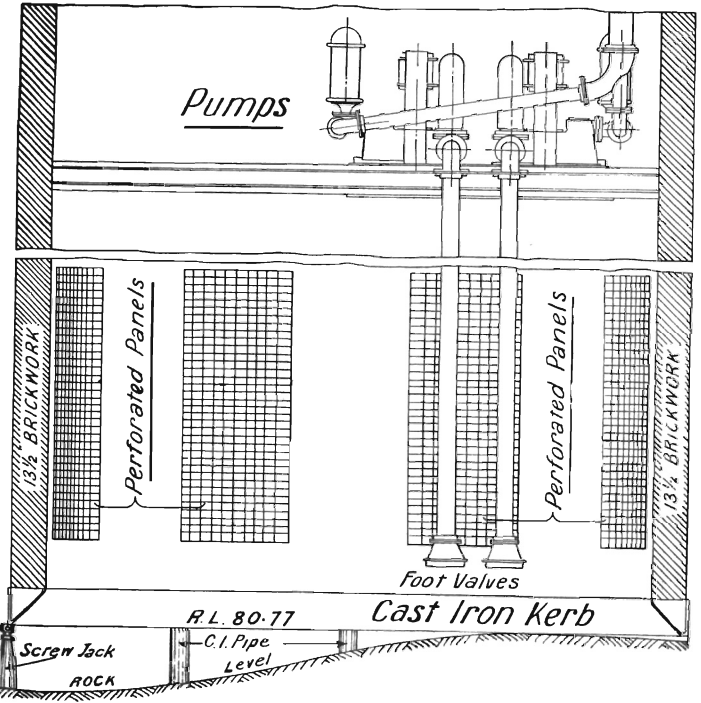 Pumps
Perforated Panels
Perforated Panels
13½ BRICKWORK
13½ BRICKWORK
Foot Valves
R.L. 80·77
Cast Iron Kerb
C.I. Pipe
Level
Screw Jack
ROCK